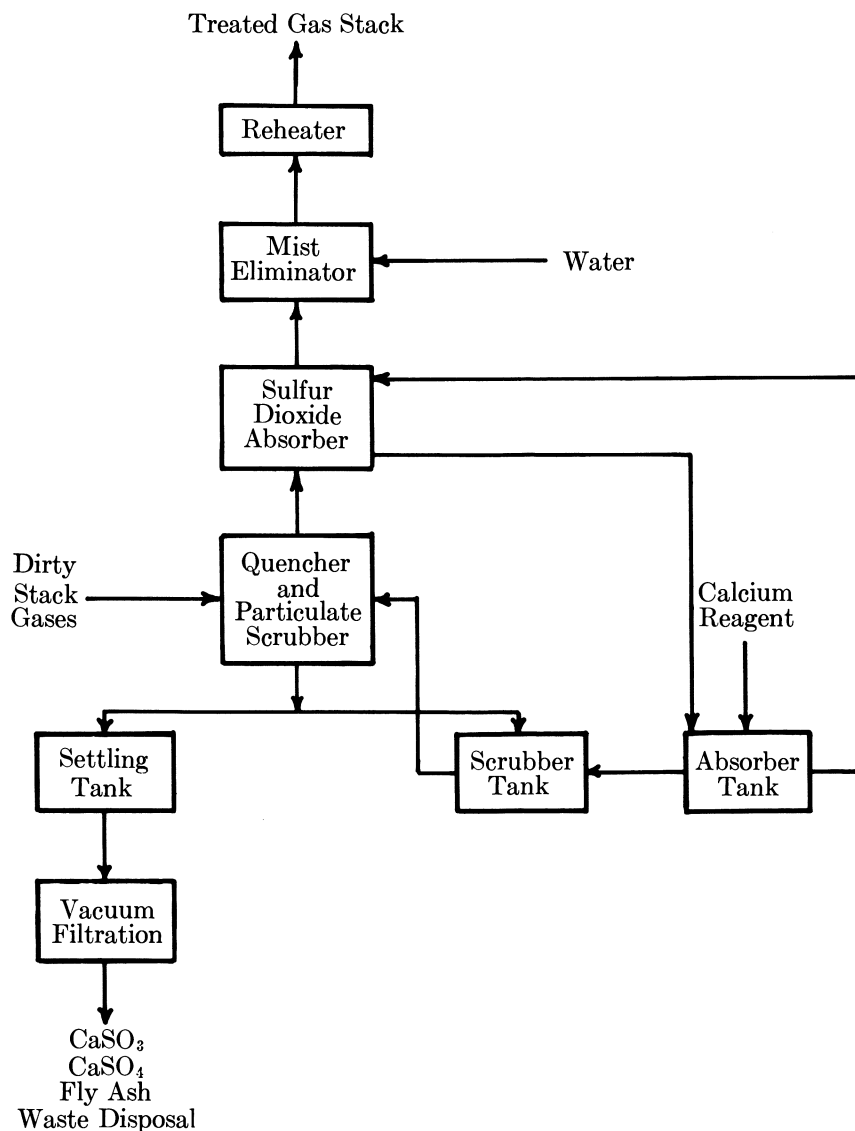 Treated Gas Stack
Reheater
Mist
Eliminator
Water
Sulfur
Dioxide
Absorber
Dirty
Stack
Gases
Quencher
and
Particulate
Scrubber
Calcium
Reagent
Settling
Tank
Scrubber
Tank
Absorber
Tank
Vacuum
Filtration
CaSO₃
CaSO₄
Fly Ash
Waste Disposal